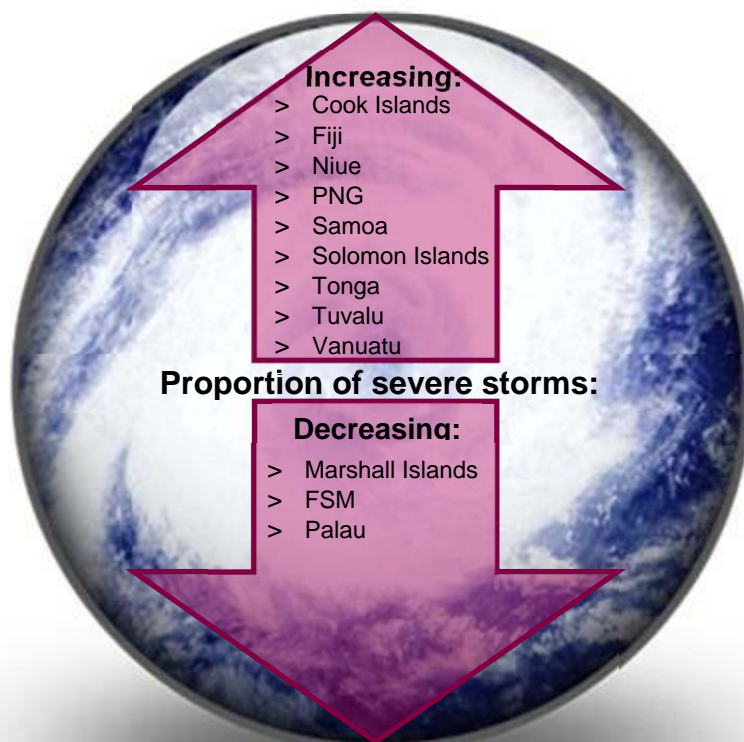 Increasing:
> Cook Islands
> Fiji
> Niue
> PNG
> Samoa
> Solomon Islands
> Tonga
> Tuvalu
> Vanuatu
Proportion of severe storms:
Decreasing:
> Marshall Islands
> FSM
> Palau